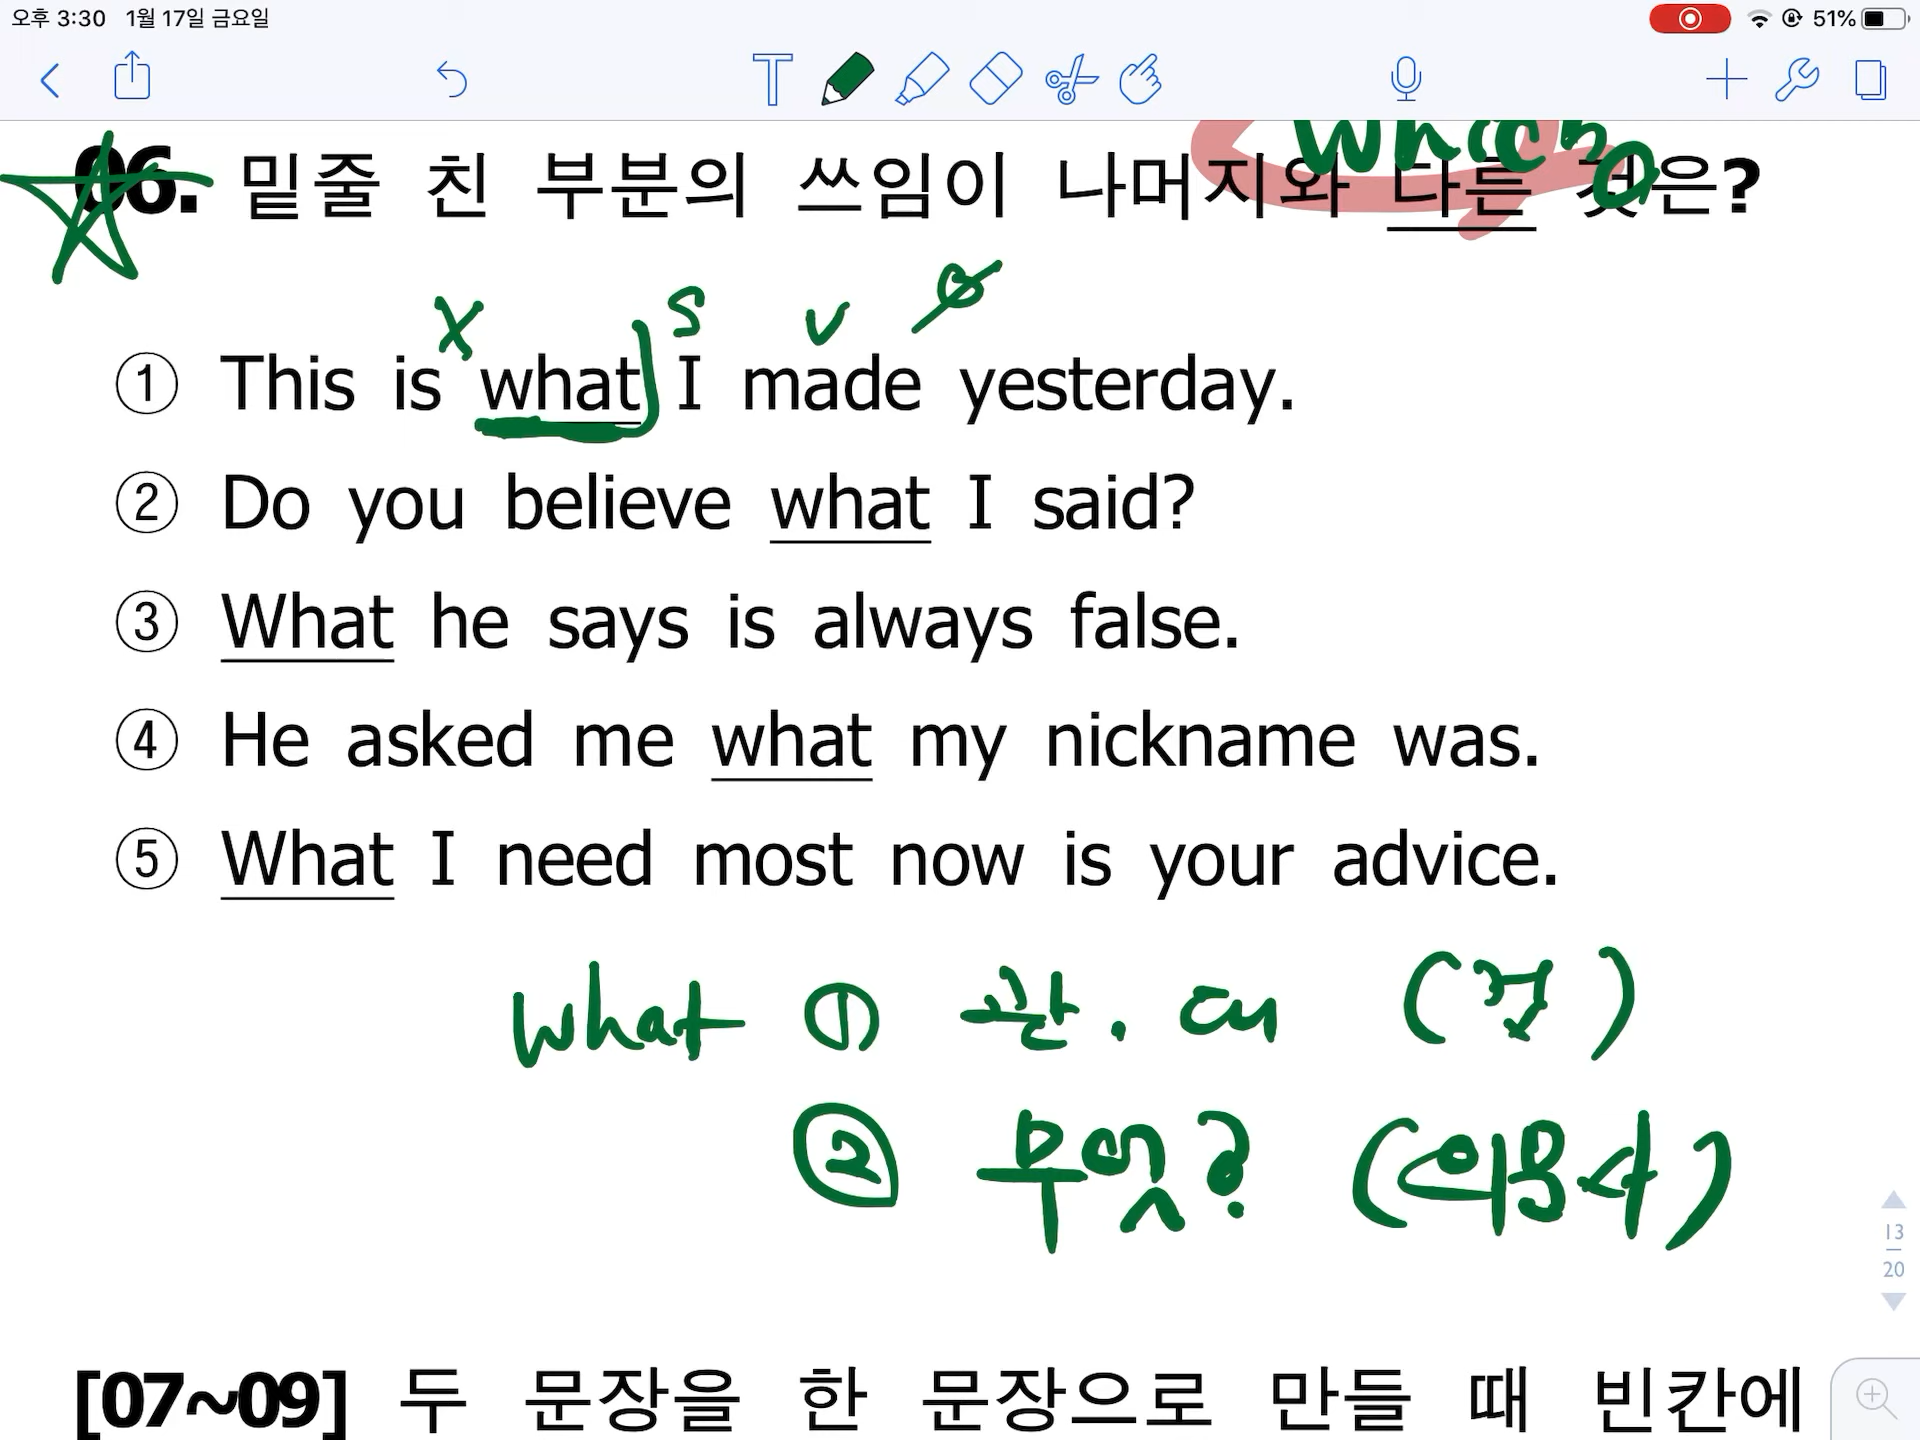 오후 3:30 1월 17일 금요일 51%
which
06. 밑줄 친 부분의 쓰임이 나머지와 다른 것은?
X S V O
① This is what I made yesterday.
② Do you believe what I said?
③ What he says is always false.
④ He asked me what my nickname was.
⑤ What I need most now is your advice.
what ① 관.대 (것)
② 무엇? (의문사)
13
20
[07~09] 두 문장을 한 문장으로 만들 때 빈칸에